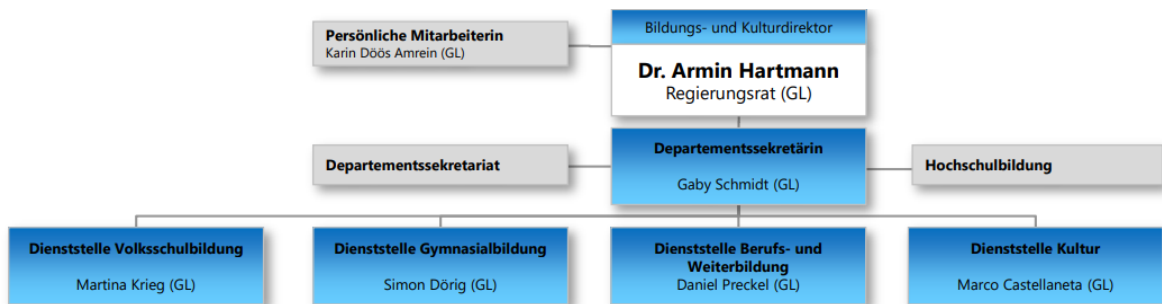 Bildungs- und Kulturdirektor
Persönliche Mitarbeiterin
Karin Döös Amrein (GL)
Dr. Armin Hartmann
Regierungsrat (GL)
Departementssekretärin
Departementssekretariat
Hochschulbildung
Gaby Schmidt (GL)
Dienststelle Volksschulbildung
Martina Krieg (GL)
Dienststelle Gymnasialbildung
Simon Dörig (GL)
Dienststelle Berufs- und
Weiterbildung
Daniel Preckel (GL)
Dienststelle Kultur
Marco Castellaneta (GL)